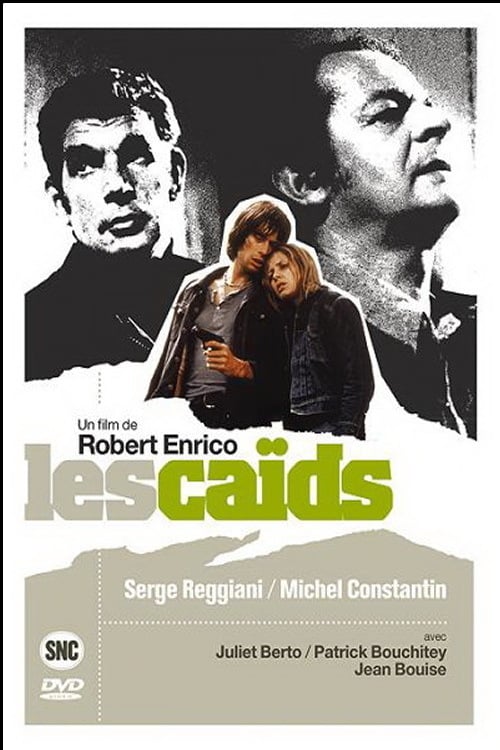 Un film de
Robert Enrico
lescaïds
Serge Reggiani / Michel Constantin
avec
Juliet Berto / Patrick Bouchitey
Jean Bouise
SNC
DVD
VIDEO